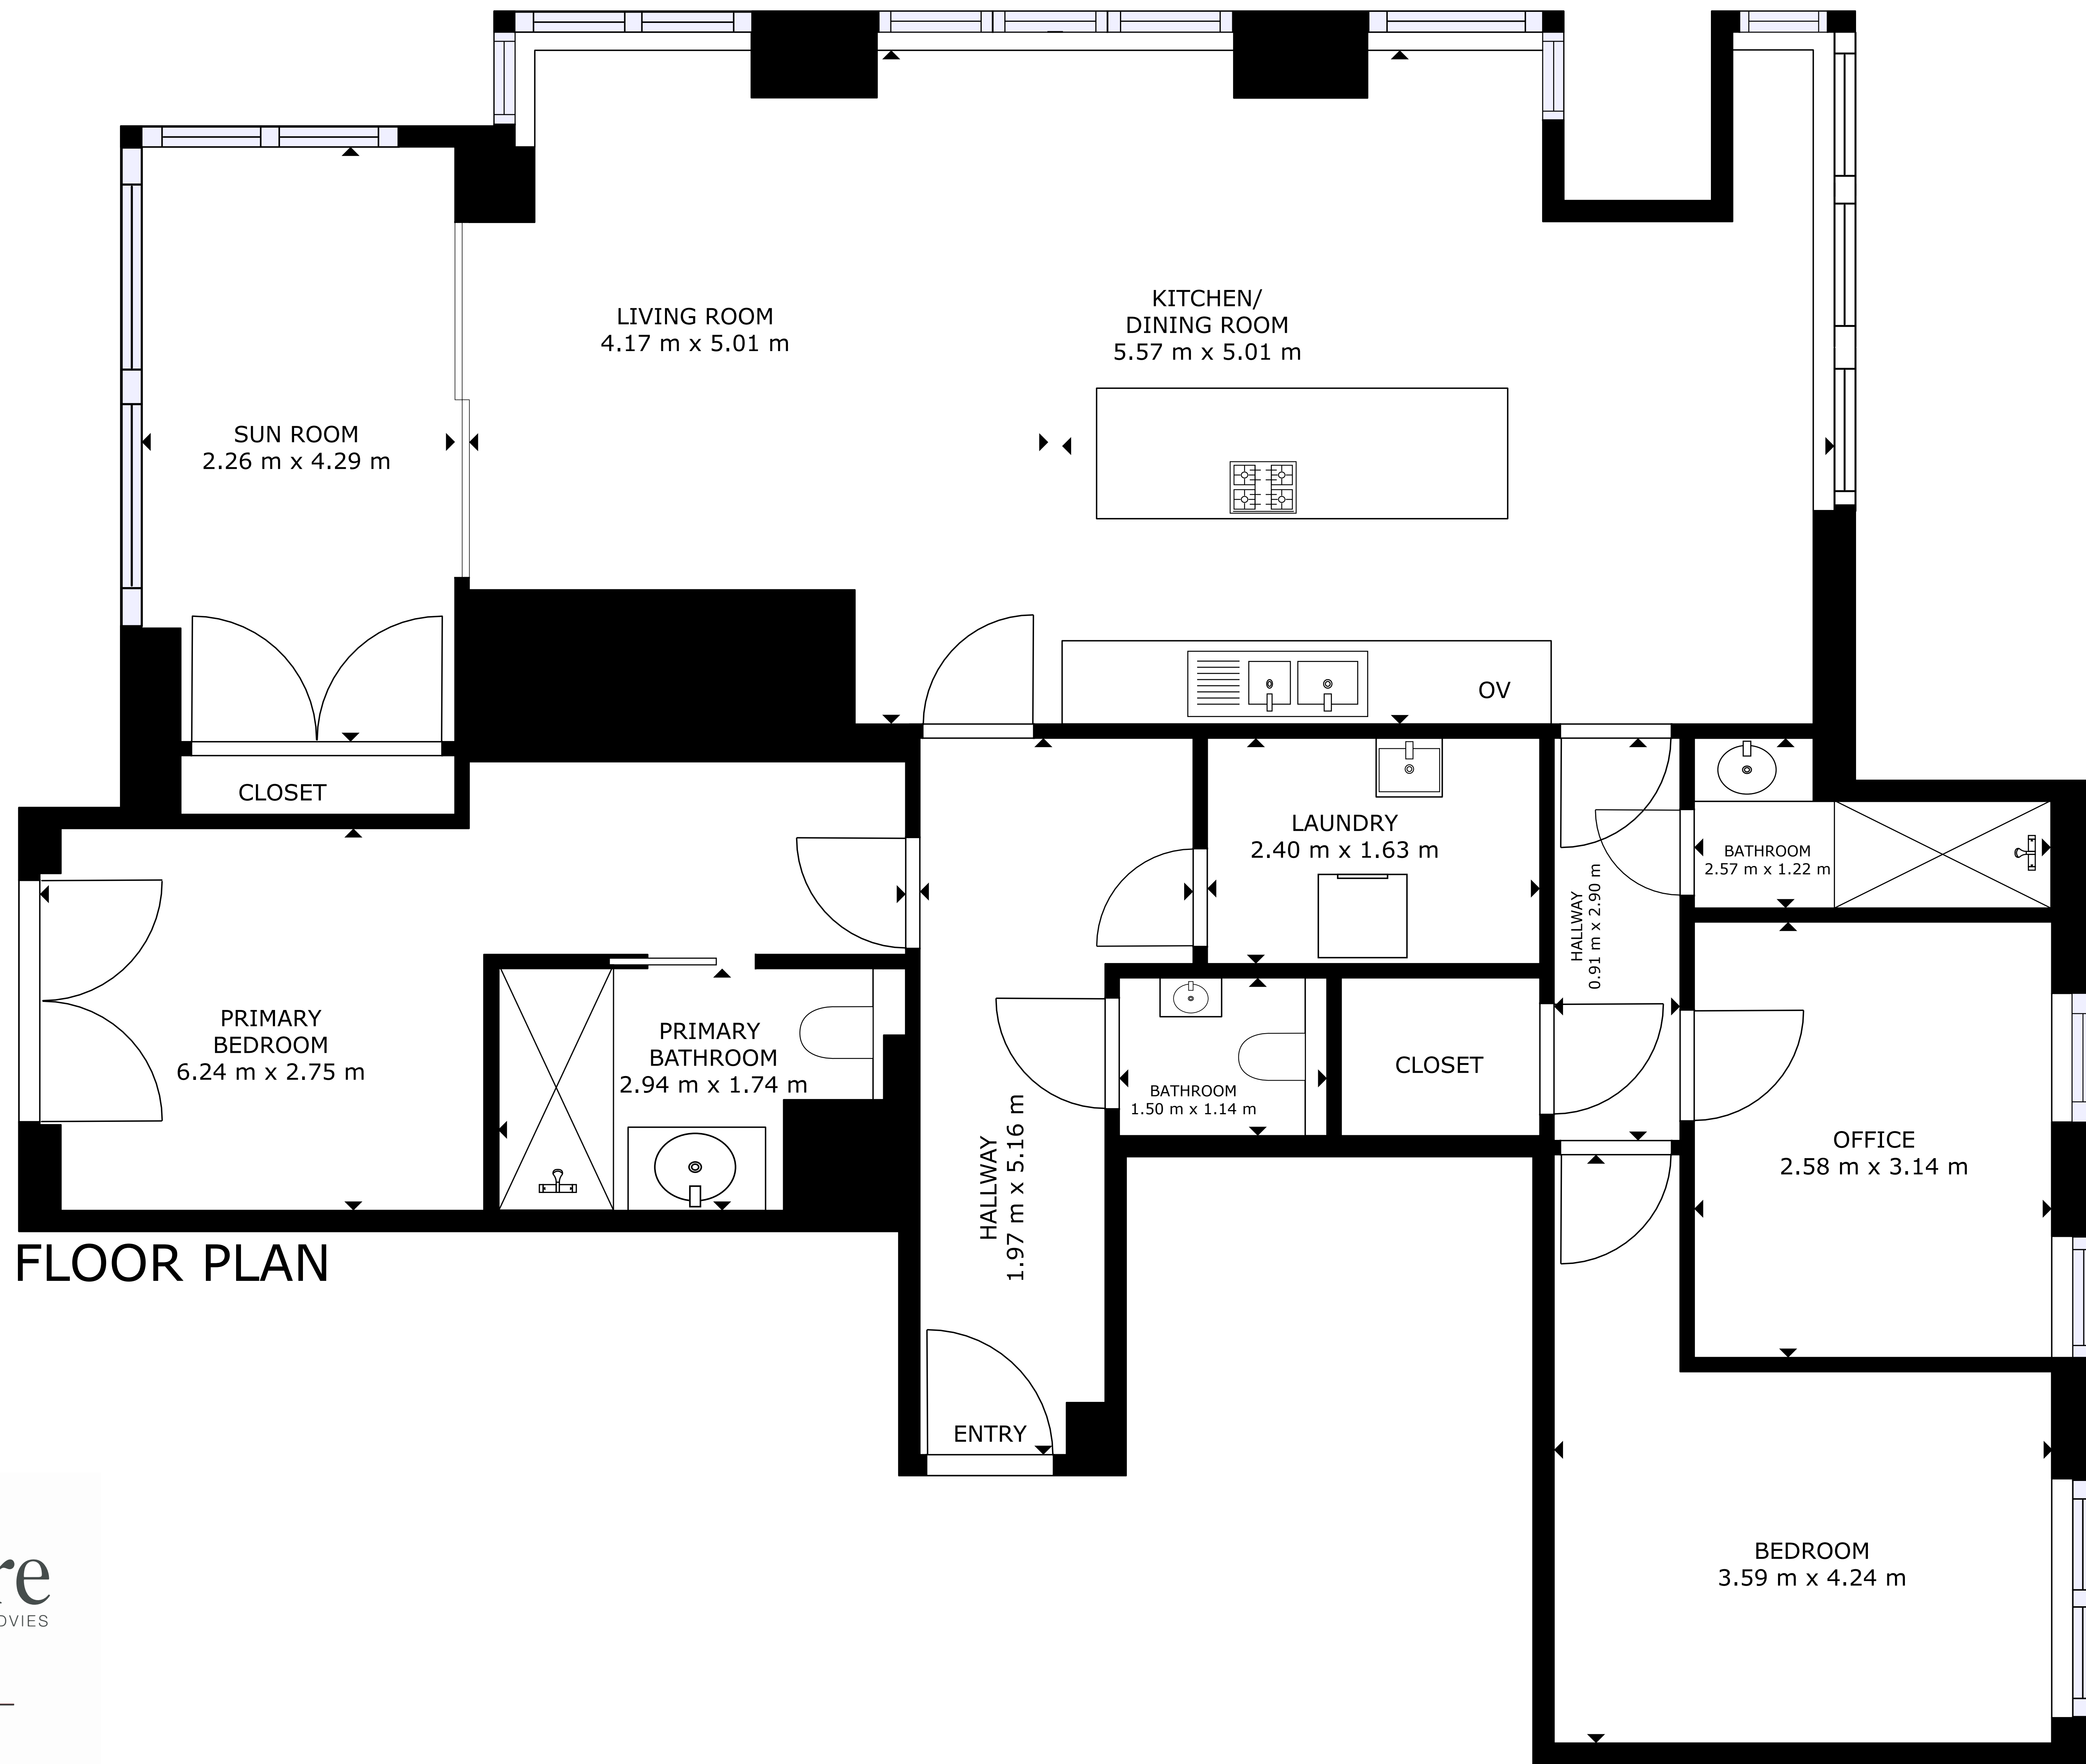 LIVING ROOM
4.17 m x 5.01 m
KITCHEN/
DINING ROOM
5.57 m x 5.01 m
SUN ROOM
2.26 m x 4.29 m
OV
CLOSET
LAUNDRY
2.40 m x 1.63 m
HALLWAY
0.91 m x 2.90 m
BATHROOM
2.57 m x 1.22 m
PRIMARY
BEDROOM
6.24 m x 2.75 m
PRIMARY
BATHROOM
2.94 m x 1.74 m
HALLWAY
1.97 m x 5.16 m
BATHROOM
1.50 m x 1.14 m
CLOSET
OFFICE
2.58 m x 3.14 m
FLOOR PLAN
ENTRY
BEDROOM
3.59 m x 4.24 m